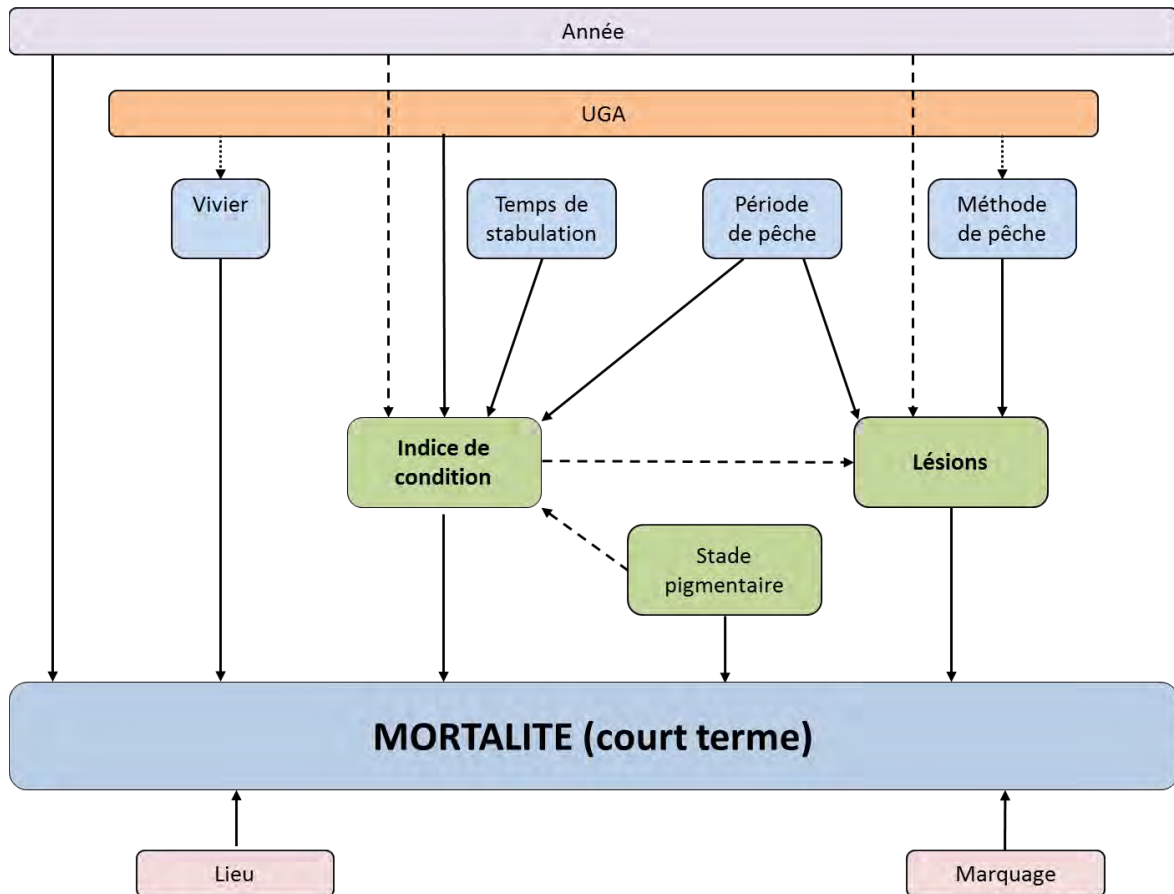 Année
UGA
Vivier
Temps de
stabulation
Période
de pêche
Méthode
de pêche
Indice de
condition
Lésions
Stade
pigmentaire
MORTALITE (court terme)
Lieu
Marquage